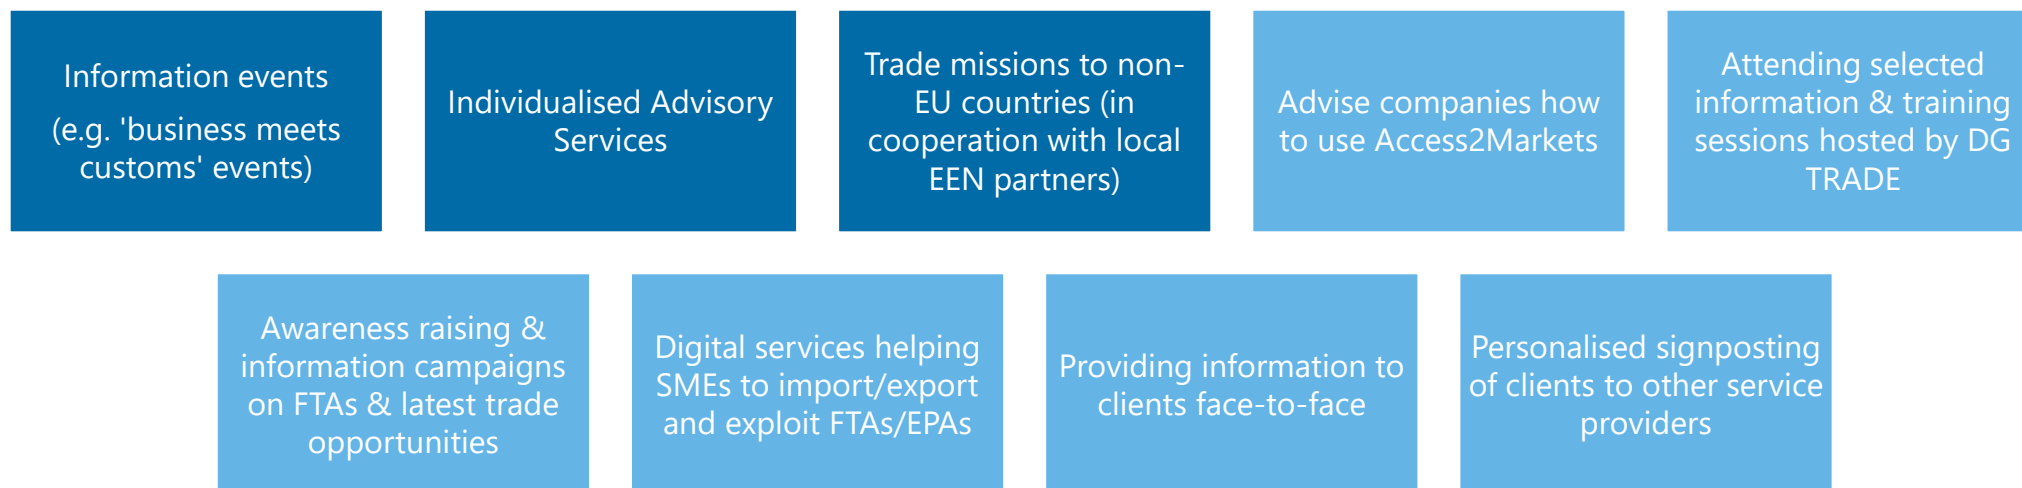 Information events
(e.g. 'business meets
customs' events)
Individualised Advisory
Services
Trade missions to non-
EU countries (in
cooperation with local
EEN partners)
Advise companies how
to use Access2Markets
Attending selected
information & training
sessions hosted by DG
TRADE
Awareness raising &
information campaigns
on FTAs & latest trade
opportunities
Digital services helping
SMEs to import/export
and exploit FTAs/EPAs
Providing information to
clients face-to-face
Personalised signposting
of clients to other service
providers